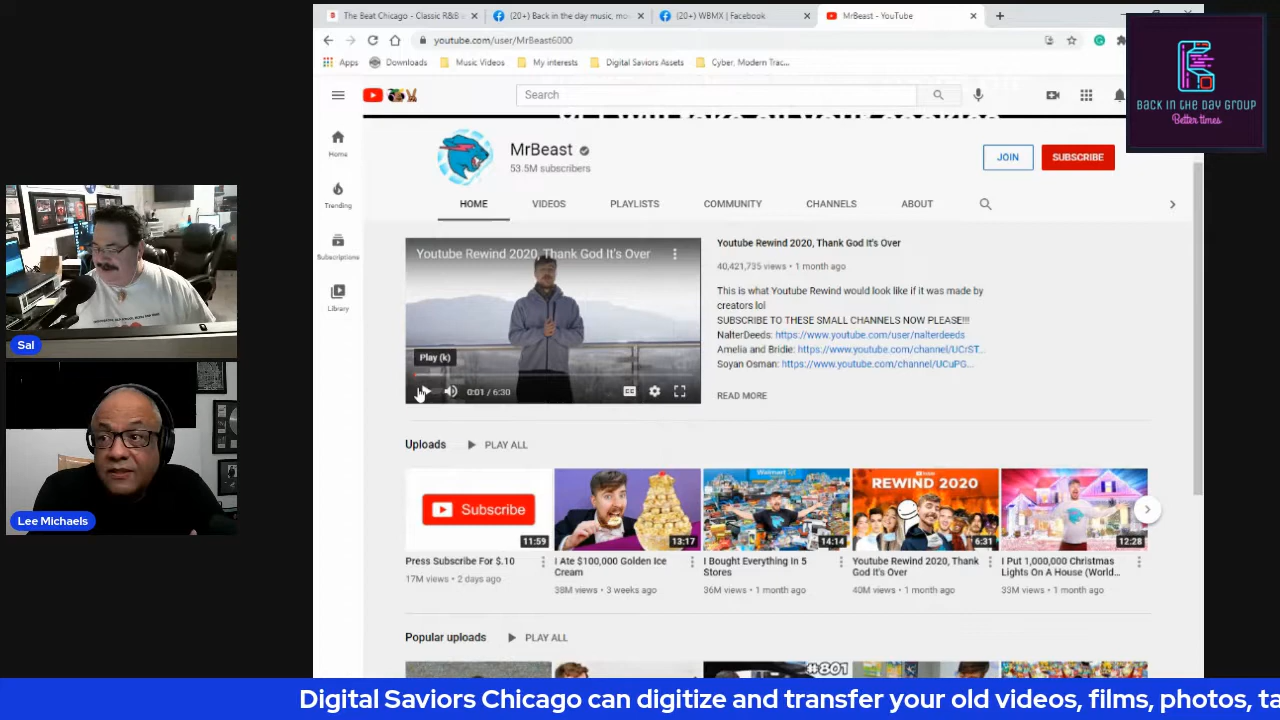 The Beat Chicago - Classic R&B
(20+) Back in the day music, mo
(20+) WBMX | Facebook
MrBeast - YouTube
youtube.com/user/MrBeast6000
Apps
Downloads
Music Videos
My interests
Digital Saviors Assets
Cyber, Modern Trac...
BACK IN THE DAY GROUP
Better times
Search
MrBeast
53.5M subscribers
JOIN
SUBSCRIBE
Home
Trending
Subscriptions
Library
HOME
VIDEOS
PLAYLISTS
COMMUNITY
CHANNELS
ABOUT
Youtube Rewind 2020, Thank God It's Over
Play (k)
0:01 / 6:30
Youtube Rewind 2020, Thank God It's Over
40,421,735 views • 1 month ago
This is what Youtube Rewind would look like if it was made by
creators lol
SUBSCRIBE TO THESE SMALL CHANNELS NOW PLEASE!!!
NalterDeeds: https://www.youtube.com/user/nalterdeeds
Amelia and Bridie: https://www.youtube.com/channel/UCrST...
Soyan Osman: https://www.youtube.com/channel/UCuPG...
READ MORE
Sal
Lee Michaels
Uploads
PLAY ALL
Subscribe
11:59
Press Subscribe For $.10
17M views • 2 days ago
13:17
I Ate $100,000 Golden Ice
Cream
38M views • 3 weeks ago
Walmart
14:14
I Bought Everything In 5
Stores
36M views • 1 month ago
REWIND 2020
6:31
Youtube Rewind 2020, Thank
God It's Over
40M views • 1 month ago
12:28
I Put 1,000,000 Christmas
Lights On A House (World...
33M views • 1 month ago
Popular uploads
PLAY ALL
#801
Digital Saviors Chicago can digitize and transfer your old videos, films, photos, ta